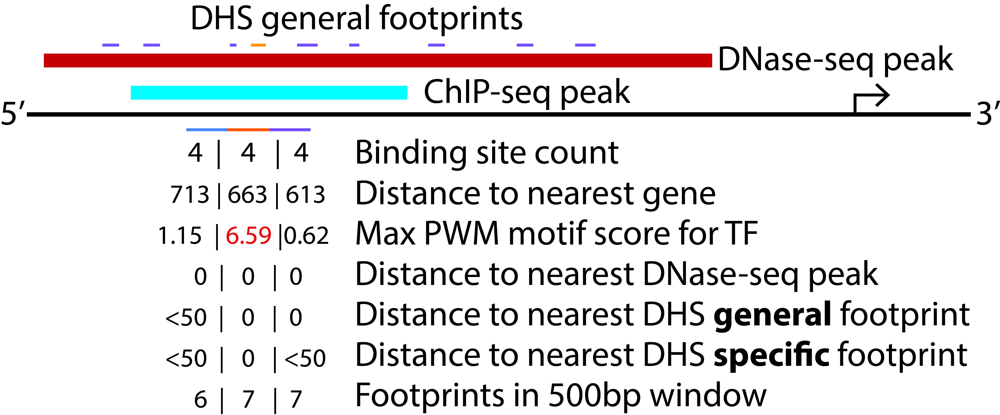 DHS general footprints
DNase-seq peak
ChIP-seq peak
5′ 3′
4 | 4 | 4 Binding site count
713 | 663 | 613 Distance to nearest gene
1.15 | 6.59 | 0.62 Max PWM motif score for TF
0 | 0 | 0 Distance to nearest DNase-seq peak
<50 | 0 | 0 Distance to nearest DHS general footprint
<50 | 0 | <50 Distance to nearest DHS specific footprint
6 | 7 | 7 Footprints in 500bp window